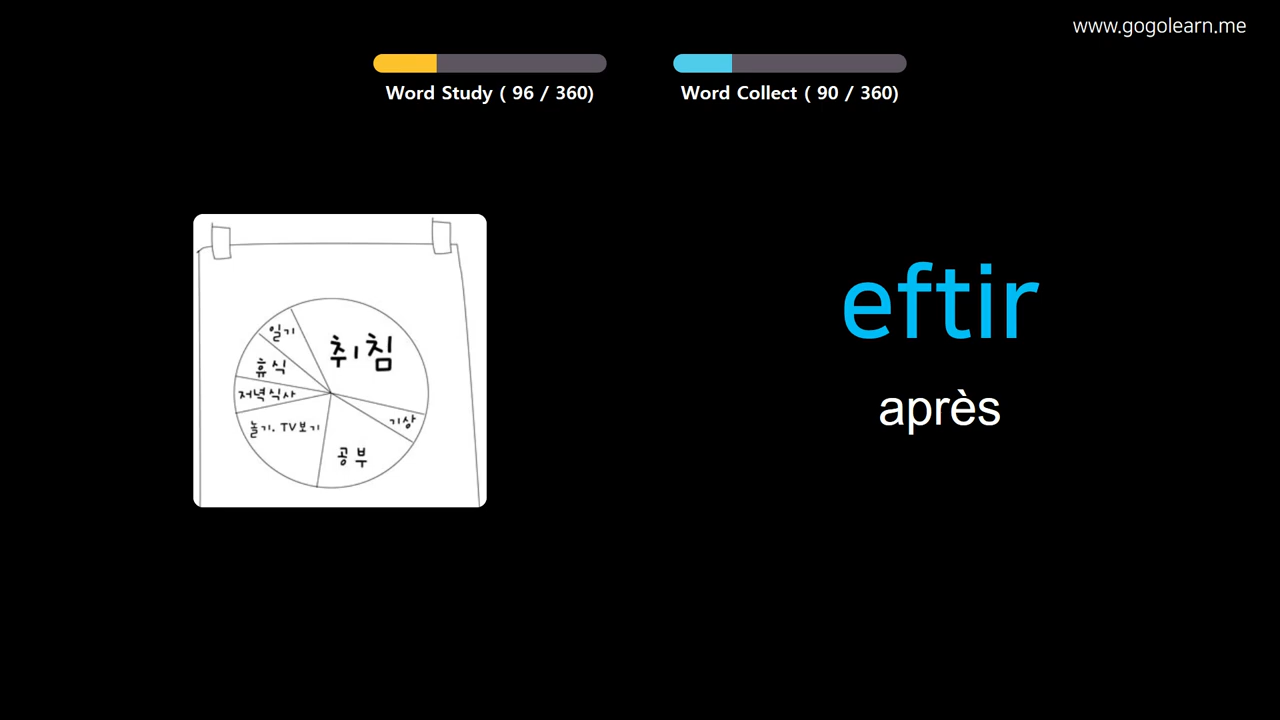 www.gogolearn.me
Word Study ( 96 / 360)
Word Collect ( 90 / 360)
일기
취침
휴식
저녁식사
놀기. TV보기
기상
공부
eftir
après